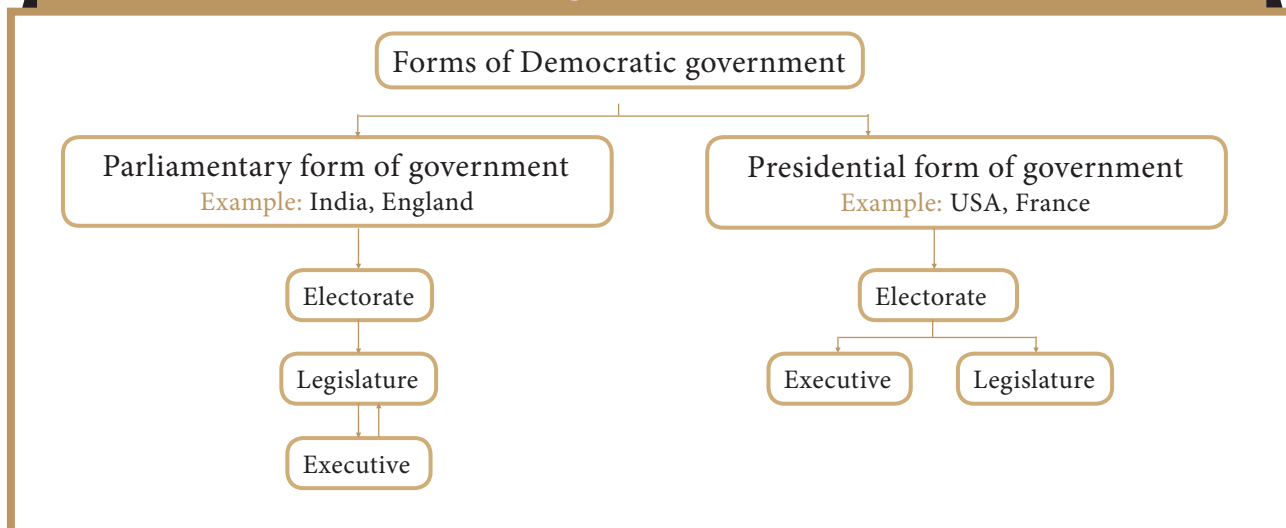 Forms of Democratic government
Parliamentary form of government
Example: India, England
Presidential form of government
Example: USA, France
Electorate
Electorate
Legislature
Executive
Legislature
Executive